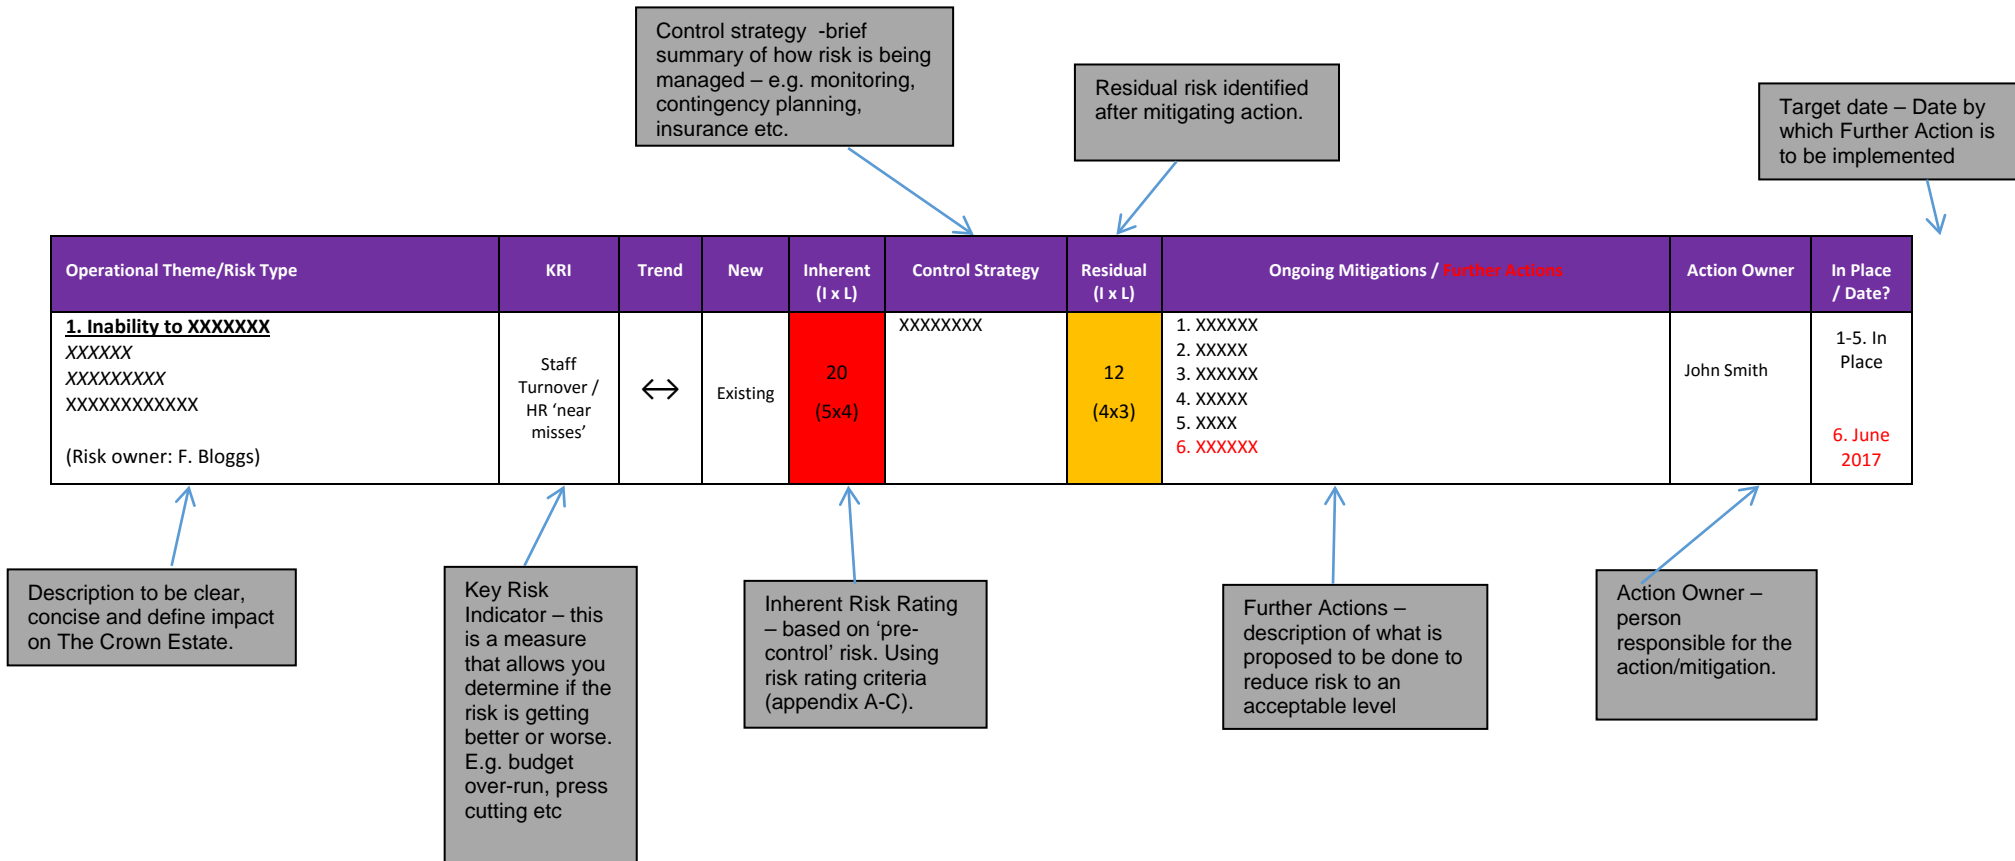 Control strategy  -brief
summary of how risk is being
managed – e.g. monitoring,
contingency planning,
insurance etc.
Residual risk identified
after mitigating action.
Target date – Date by
which Further Action is
to be implemented
Operational Theme/Risk Type
KRI
Trend
New
Inherent
(I x L)
Control Strategy
Residual
(I x L)
Ongoing Mitigations / Further Actions
Action Owner
In Place
/ Date?
1. Inability to XXXXXXX
XXXXXX
XXXXXXXXX
XXXXXXXXXXXX
(Risk owner: F. Bloggs)
Staff
Turnover /
HR ‘near
misses’
↔
Existing
20
(5x4)
XXXXXXXX
12
(4x3)
1. XXXXXX
2. XXXXX
3. XXXXXX
4. XXXXX
5. XXXX
6. XXXXXX
John Smith
1-5. In
Place
6. June
2017
Description to be clear,
concise and define impact
on The Crown Estate.
Key Risk
Indicator – this
is a measure
that allows you
determine if the
risk is getting
better or worse.
E.g. budget
over-run, press
cutting etc
Inherent Risk Rating
– based on ‘pre-
control’ risk. Using
risk rating criteria
(appendix A-C).
Further Actions –
description of what is
proposed to be done to
reduce risk to an
acceptable level
Action Owner –
person
responsible for the
action/mitigation.